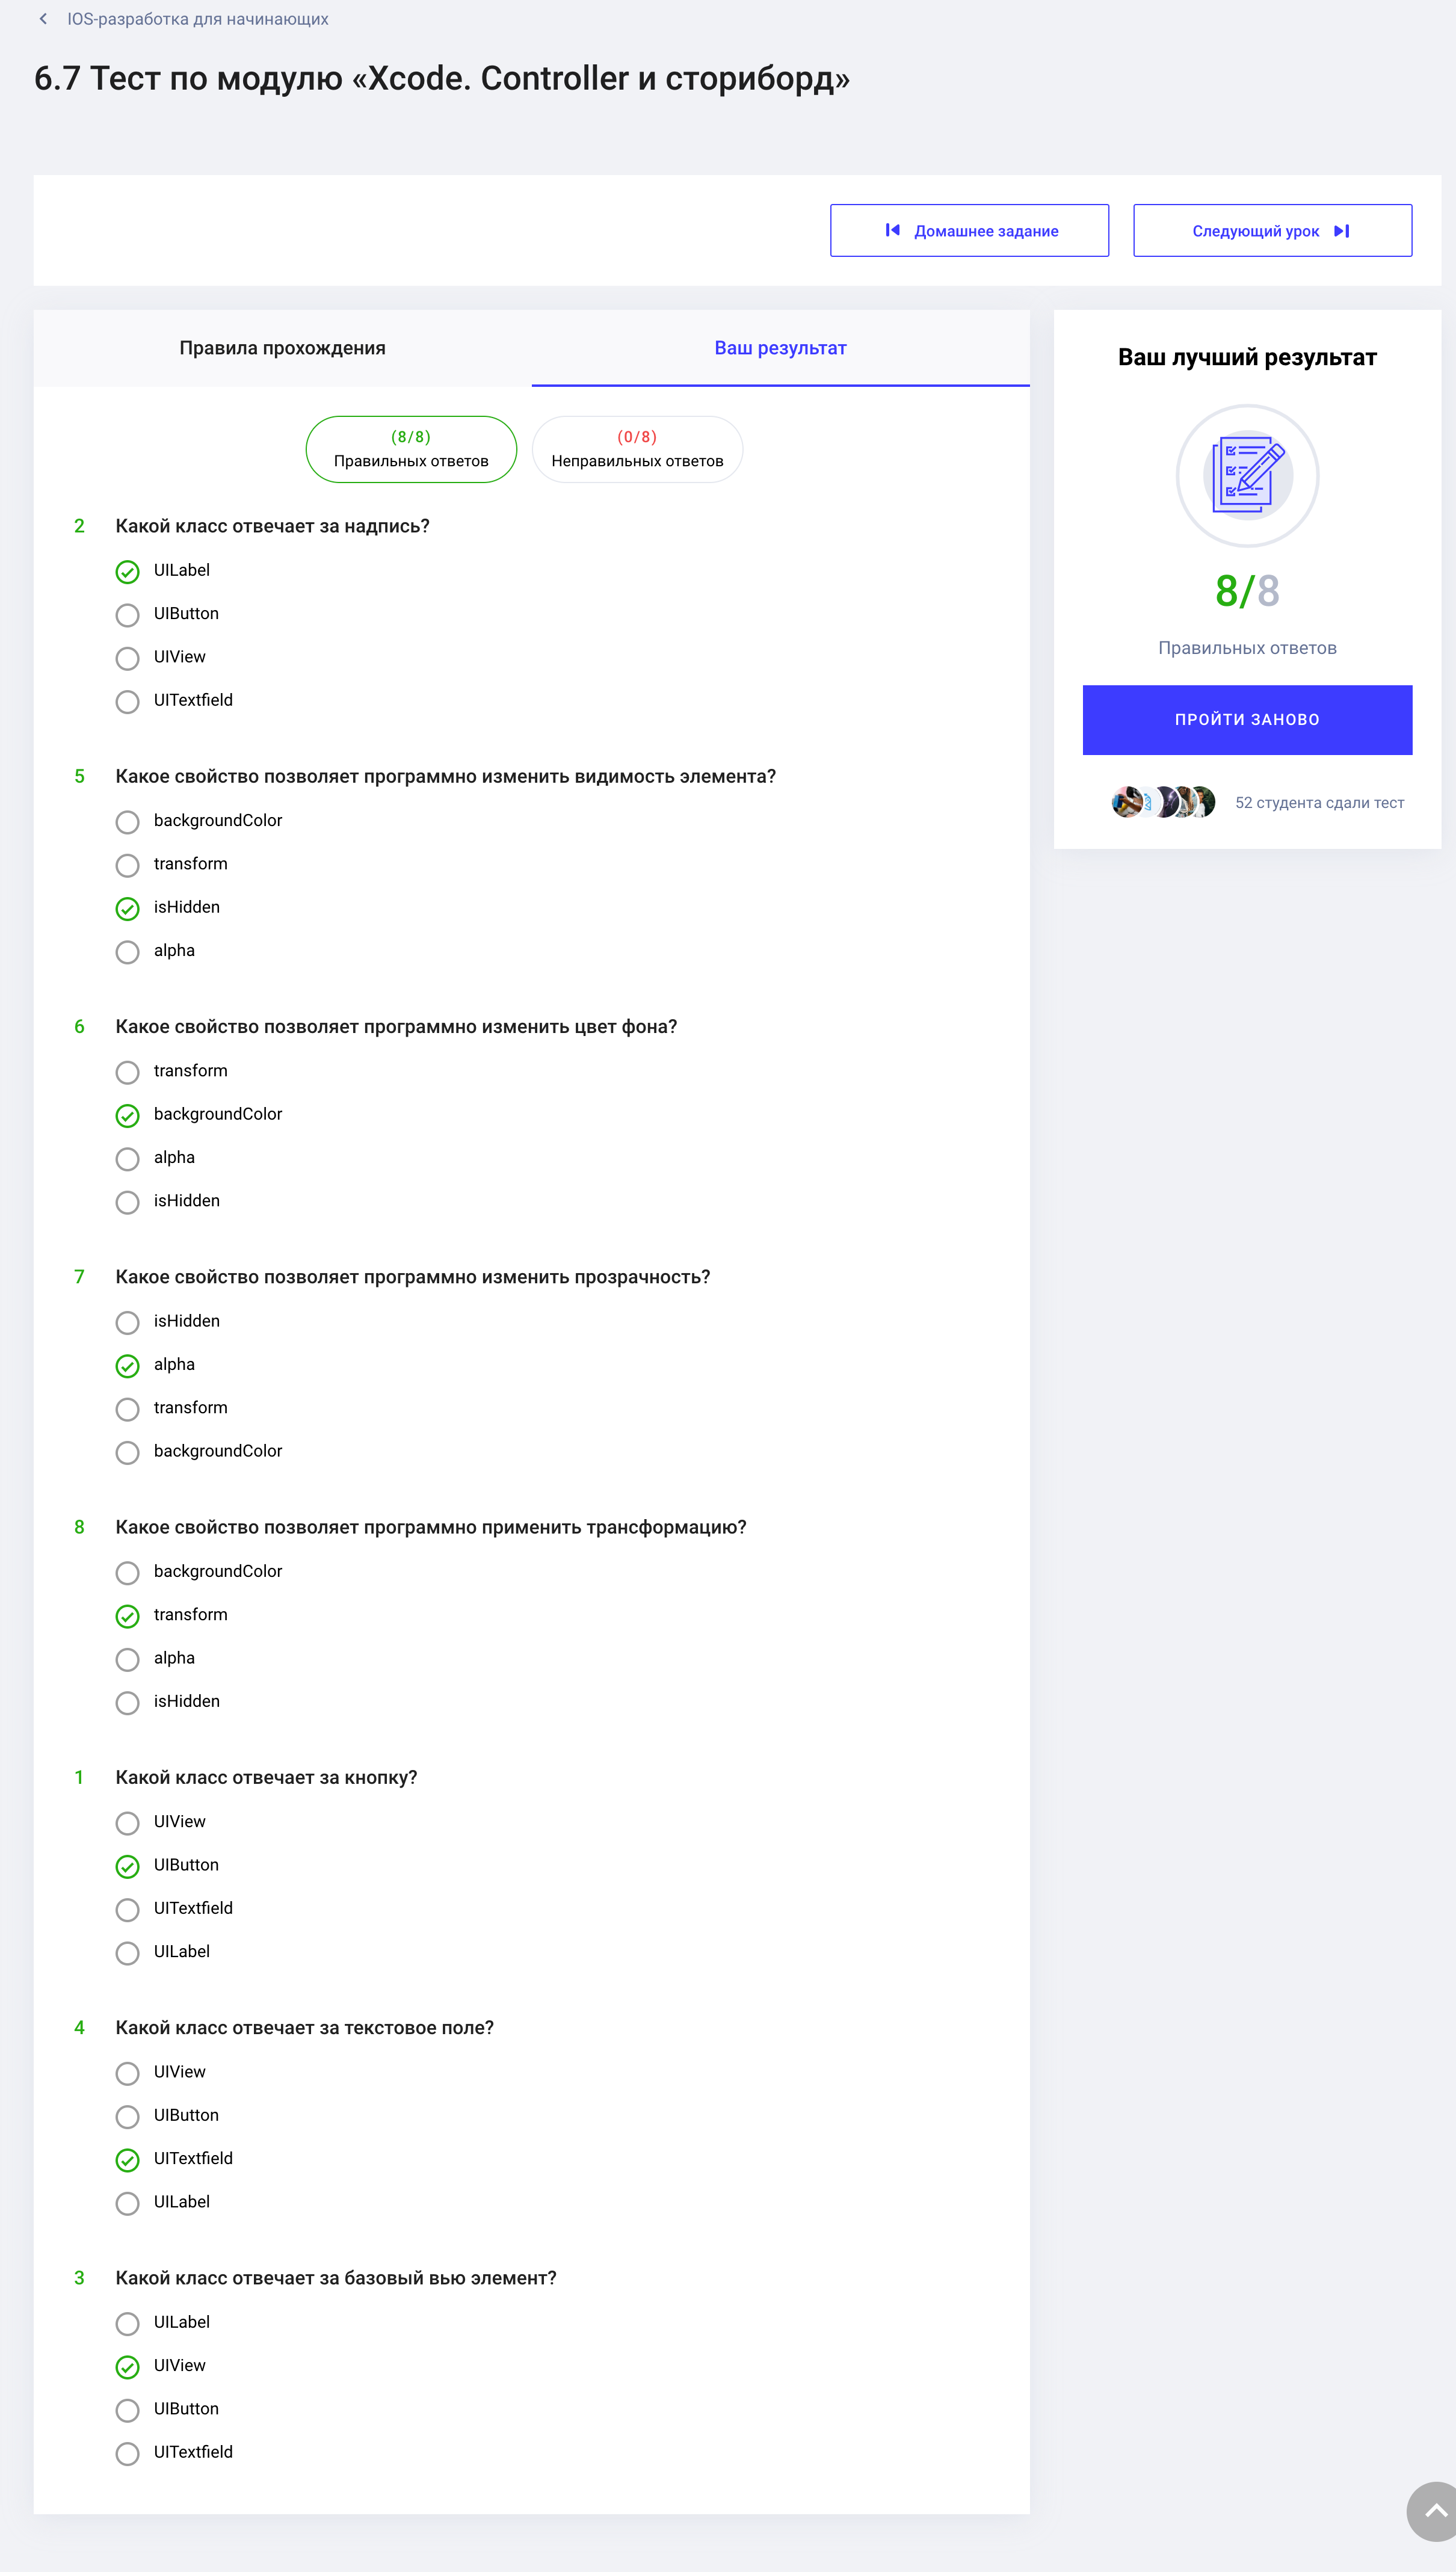 IOS-разработка для начинающих
6.7 Тест по модулю «Xcode. Controller и сториборд»
Домашнее задание
Следующий урок
Правила прохождения
Ваш результат
(8/8)
Правильных ответов
(0/8)
Неправильных ответов
2 Какой класс отвечает за надпись?
UILabel
UIButton
UIView
UITextfield
5 Какое свойство позволяет программно изменить видимость элемента?
backgroundColor
transform
isHidden
alpha
6 Какое свойство позволяет программно изменить цвет фона?
transform
backgroundColor
alpha
isHidden
7 Какое свойство позволяет программно изменить прозрачность?
isHidden
alpha
transform
backgroundColor
8 Какое свойство позволяет программно применить трансформацию?
backgroundColor
transform
alpha
isHidden
1 Какой класс отвечает за кнопку?
UIView
UIButton
UITextfield
UILabel
4 Какой класс отвечает за текстовое поле?
UIView
UIButton
UITextfield
UILabel
3 Какой класс отвечает за базовый вью элемент?
UILabel
UIView
UIButton
UITextfield
Ваш лучший результат
8/8
Правильных ответов
ПРОЙТИ ЗАНОВО
52 студента сдали тест